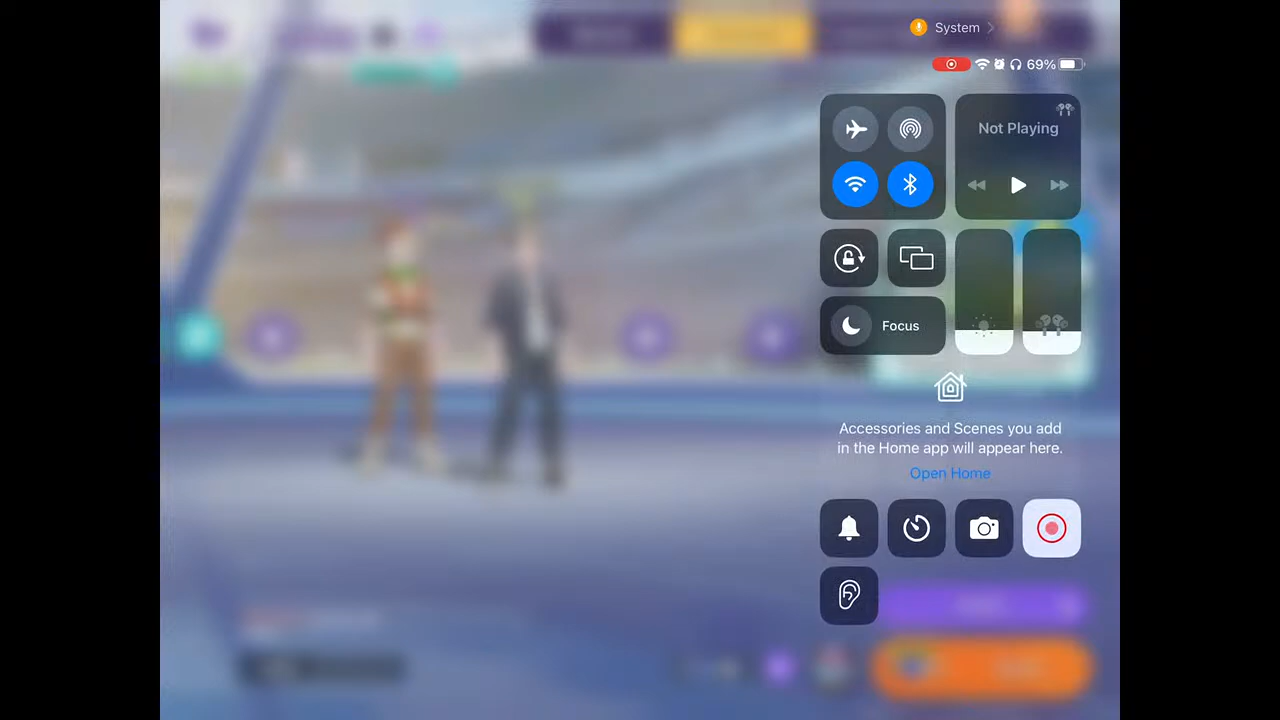 System
69%
Not Playing
Focus
Accessories and Scenes you add
in the Home app will appear here.
Open Home